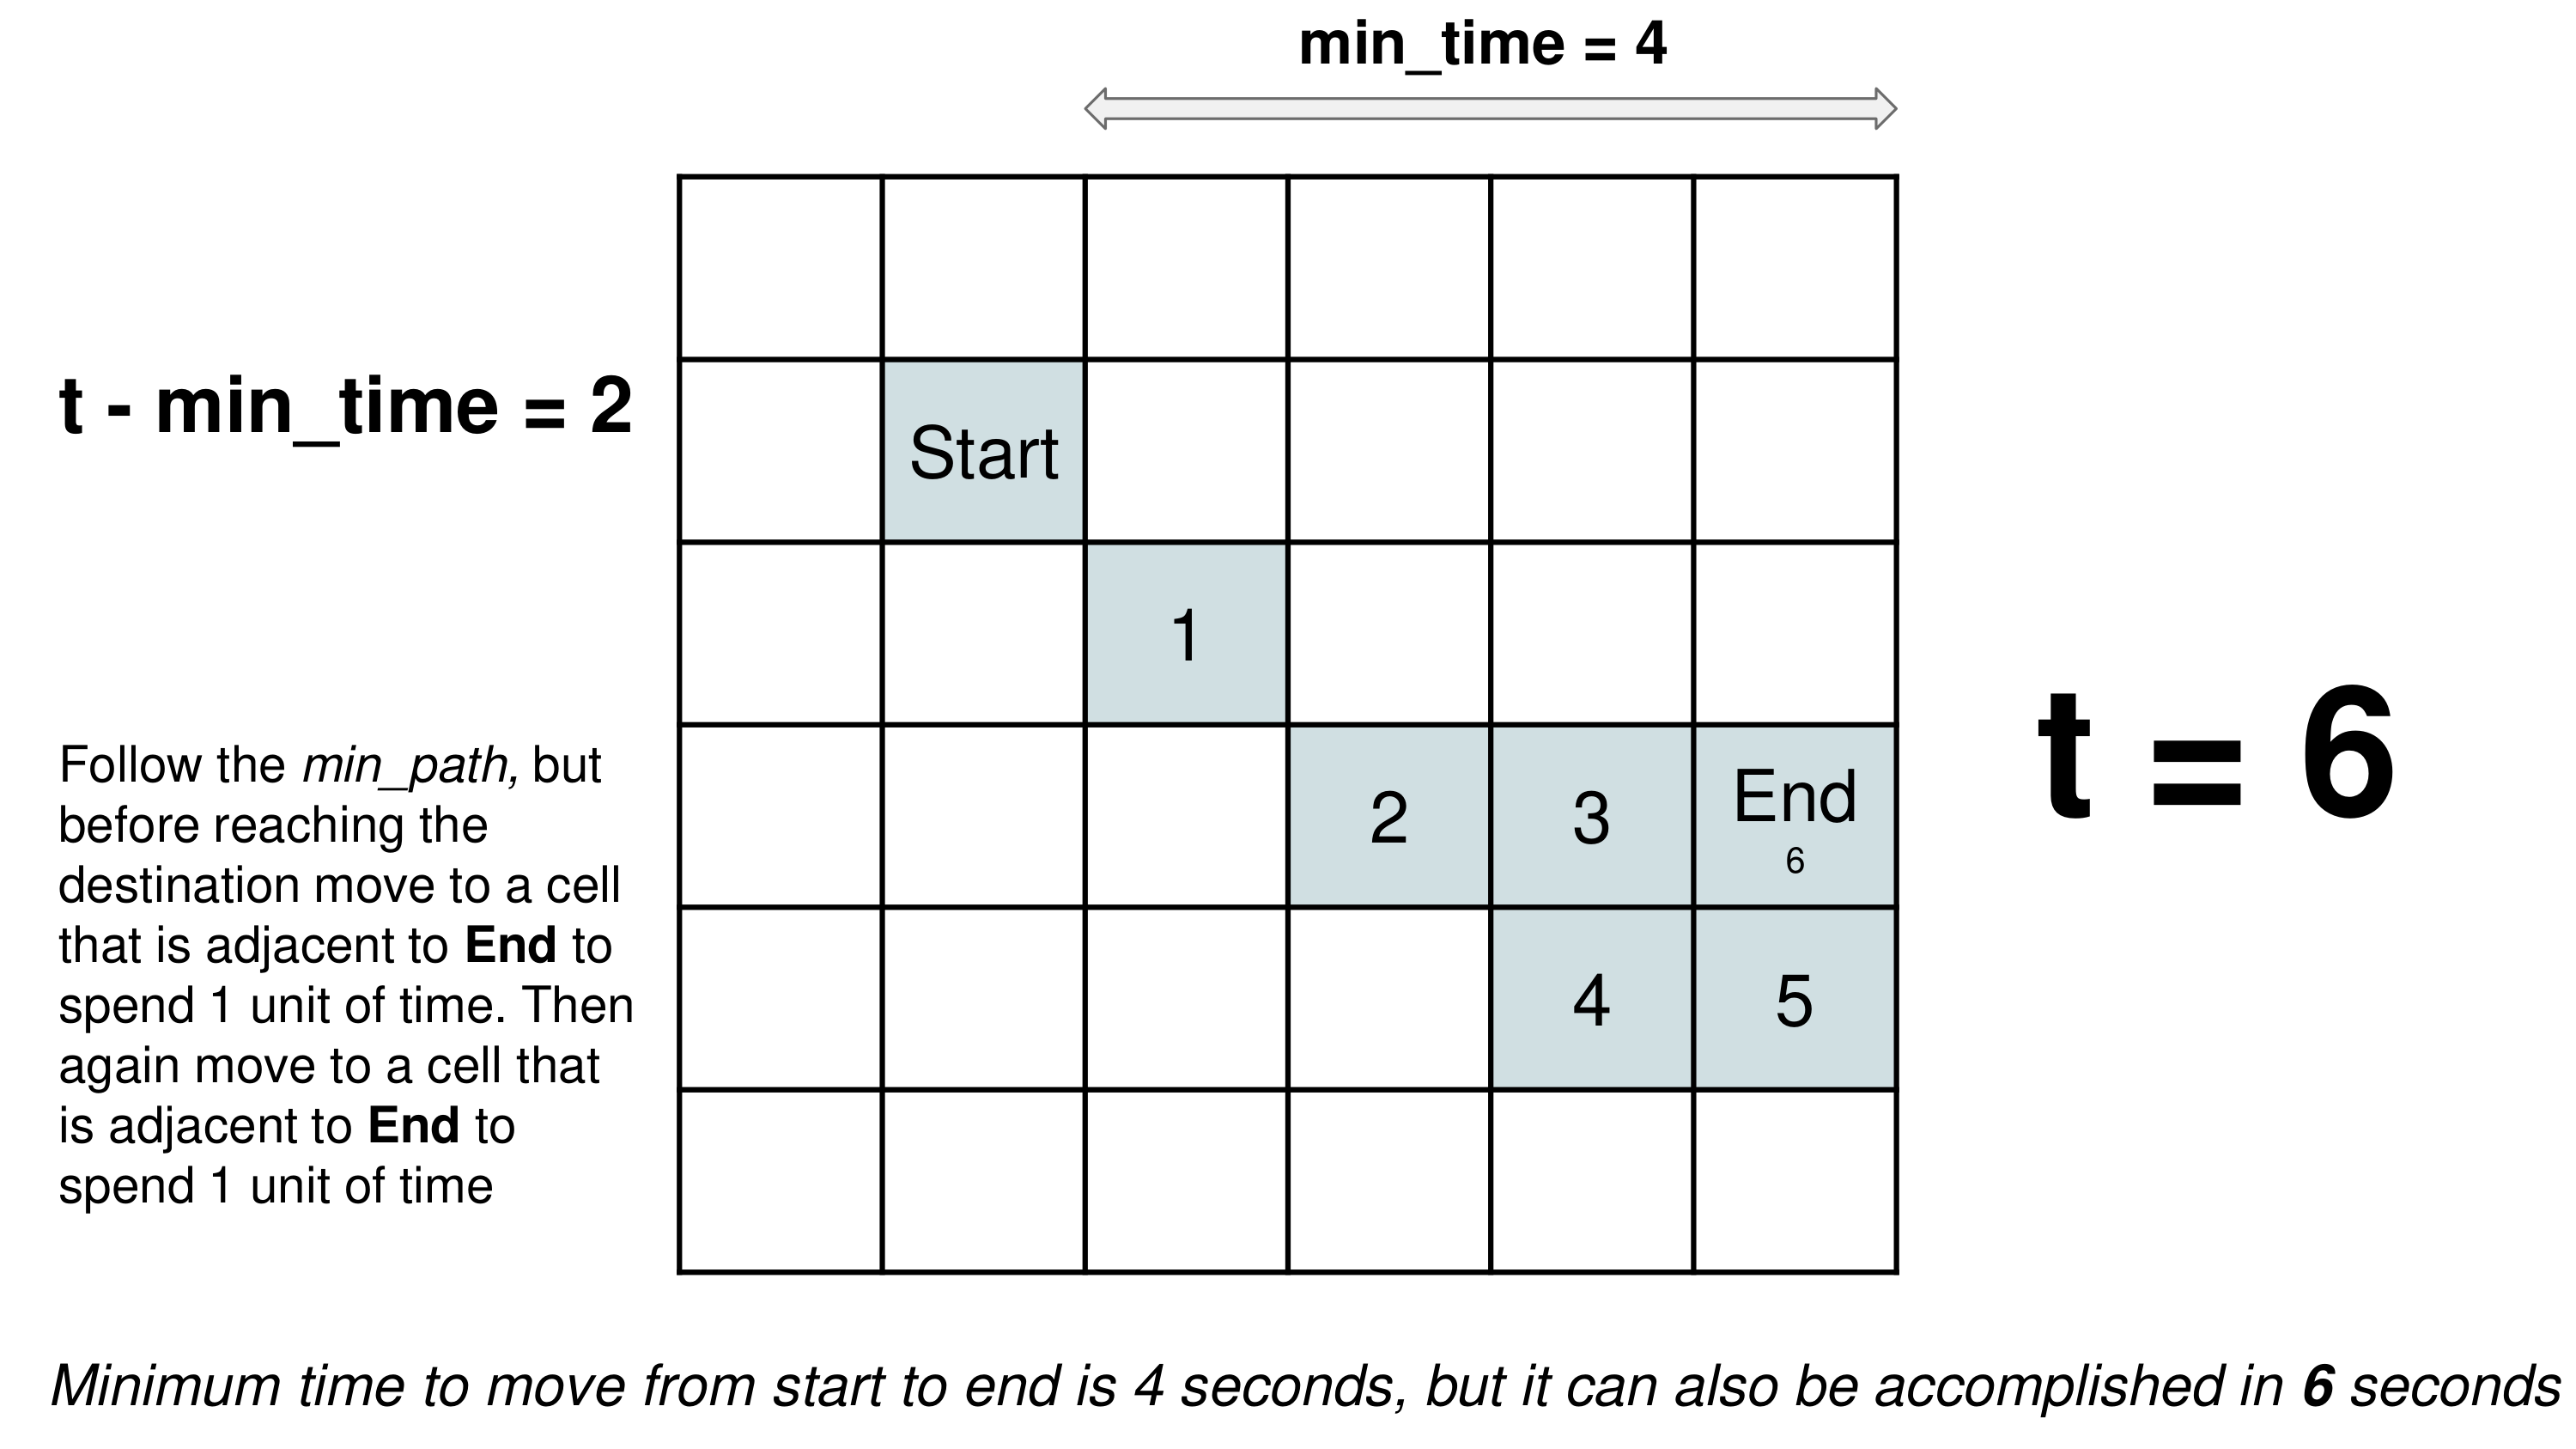 min_time = 4
t - min_time = 2
Start
1
Follow the min_path, but
before reaching the
destination move to a cell
that is adjacent to End to
spend 1 unit of time. Then
again move to a cell that
is adjacent to End to
spend 1 unit of time
2
3
End
6
4
5
t = 6
Minimum time to move from start to end is 4 seconds, but it can also be accomplished in 6 seconds